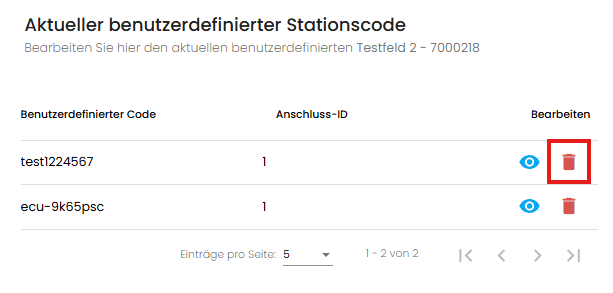 Aktueller benutzerdefinierter Stationscode
Bearbeiten Sie hier den aktuellen benutzerdefinierten Testfeld 2 - 7000218
Benutzerdefinierter Code Anschluss-ID Bearbeiten
test1224567 1
ecu-9k65psc 1
Einträge pro Seite: 5 1 - 2 von 2